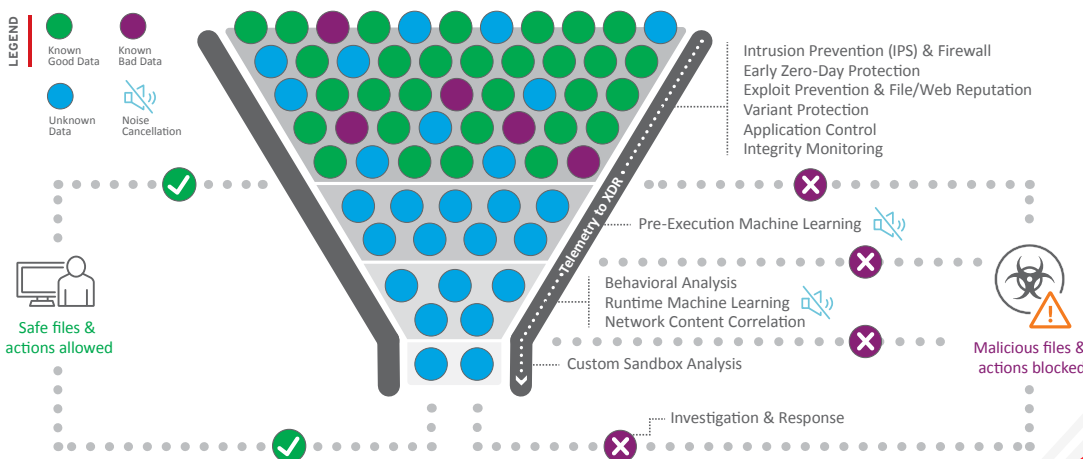 LEGEND
Known
Good Data
Known
Bad Data
Unknown
Data
Noise
Cancellation
Intrusion Prevention (IPS) & Firewall
Early Zero-Day Protection
Exploit Prevention & File/Web Reputation
Variant Protection
Application Control
Integrity Monitoring
Telemetry to XDR
Pre-Execution Machine Learning
Behavioral Analysis
Runtime Machine Learning
Network Content Correlation
Safe files &
actions allowed
Malicious files &
actions blocked
Custom Sandbox Analysis
Investigation & Response